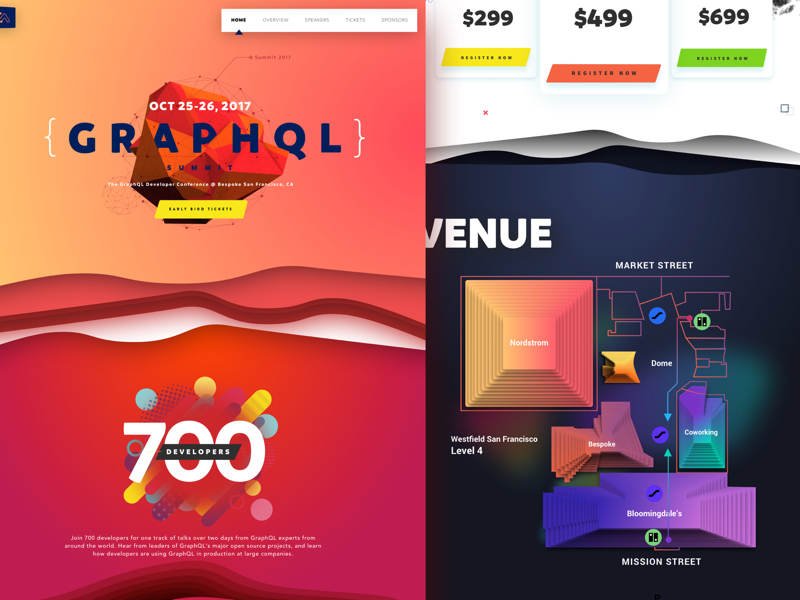 HOME OVERVIEW SPEAKERS TICKETS SPONSORS
Summit 2017
OCT 25-26, 2017
{ GRAPHQL }
SUMMIT
The GraphQL Developer Conference @ Bespoke San Francisco, CA
EARLY BIRD TICKETS
700
DEVELOPERS
Join 700 developers for one track of talks over two days from GraphQL experts from
around the world. Hear from leaders of GraphQL's major open source projects, and learn
how developers are using GraphQL in production at large companies.
$299 $499 $699
REGISTER NOW REGISTER NOW REGISTER NOW
VENUE
MARKET STREET
Nordstrom
Dome
Westfield San Francisco
Level 4
Bespoke
Coworking
Bloomingdale's
MISSION STREET